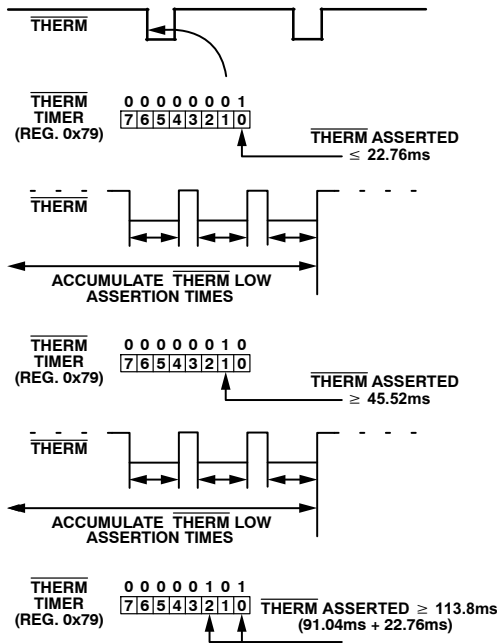 THERM
THERM
TIMER
(REG. 0x79)
0 0 0 0 0 0 0 1
7 6 5 4 3 2 1 0
THERM ASSERTED
≤ 22.76ms
THERM
ACCUMULATE THERM LOW
ASSERTION TIMES
THERM
TIMER
(REG. 0x79)
0 0 0 0 0 0 1 0
7 6 5 4 3 2 1 0
THERM ASSERTED
≥ 45.52ms
THERM
ACCUMULATE THERM LOW
ASSERTION TIMES
THERM
TIMER
(REG. 0x79)
0 0 0 0 0 1 0 1
7 6 5 4 3 2 1 0
THERM ASSERTED ≥ 113.8ms
(91.04ms + 22.76ms)